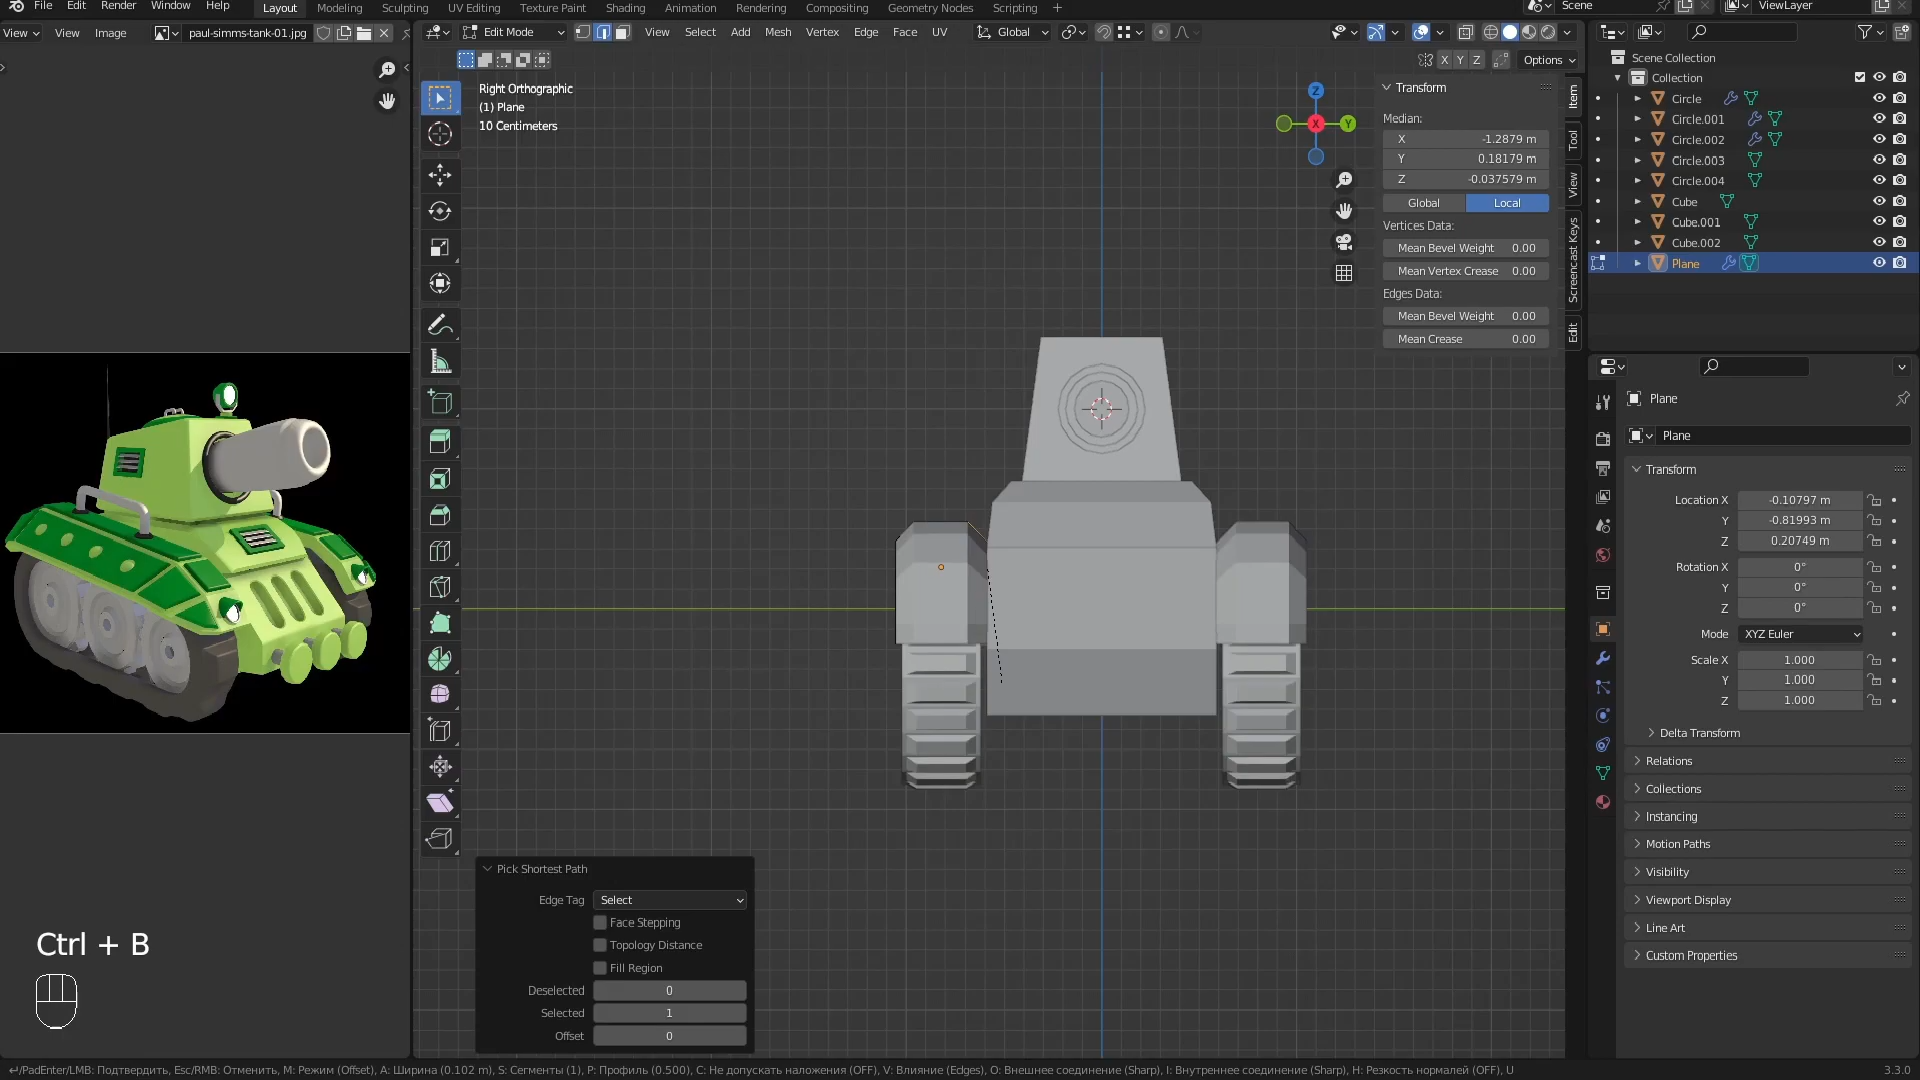 File Edit Render Window Help
Layout Modeling Sculpting UV Editing Texture Paint Shading Animation Rendering Compositing Geometry Nodes Scripting +
Scene ViewLayer
View View Image paul-simms-tank-01.jpg
Edit Mode View Select Add Mesh Vertex Edge Face UV Global
X Y Z Options
Right Orthographic
(1) Plane
10 Centimeters
Z
X
Y
Transform
Median:
X -1.2879 m
Y 0.18179 m
Z -0.037579 m
Global Local
Vertices Data:
Mean Bevel Weight 0.00
Mean Vertex Crease 0.00
Edges Data:
Mean Bevel Weight 0.00
Mean Crease 0.00
Item
Tool
View
Screencast Keys
Edit
Scene Collection
Collection
Circle
Circle.001
Circle.002
Circle.003
Circle.004
Cube
Cube.001
Cube.002
Plane
Plane
Plane
Transform
Location X -0.10797 m
Y -0.81993 m
Z 0.20749 m
Rotation X 0°
Y 0°
Z 0°
Mode XYZ Euler
Scale X 1.000
Y 1.000
Z 1.000
Delta Transform
Relations
Collections
Instancing
Motion Paths
Visibility
Viewport Display
Line Art
Custom Properties
Pick Shortest Path
Edge Tag Select
Face Stepping
Topology Distance
Fill Region
Deselected 0
Selected 1
Offset 0
Ctrl + B
↵/PadEnter/LMB: Подтвердить, Esc/RMB: Отменить, M: Режим (Offset), A: Ширина (0.102 m), S: Сегменты (1), P: Профиль (0.500), C: Не допускать наложения (OFF), V: Влияние (Edges), O: Внешнее соединение (Sharp), I: Внутреннее соединение (Sharp), H: Резкость нормалей (OFF), U
3.3.0